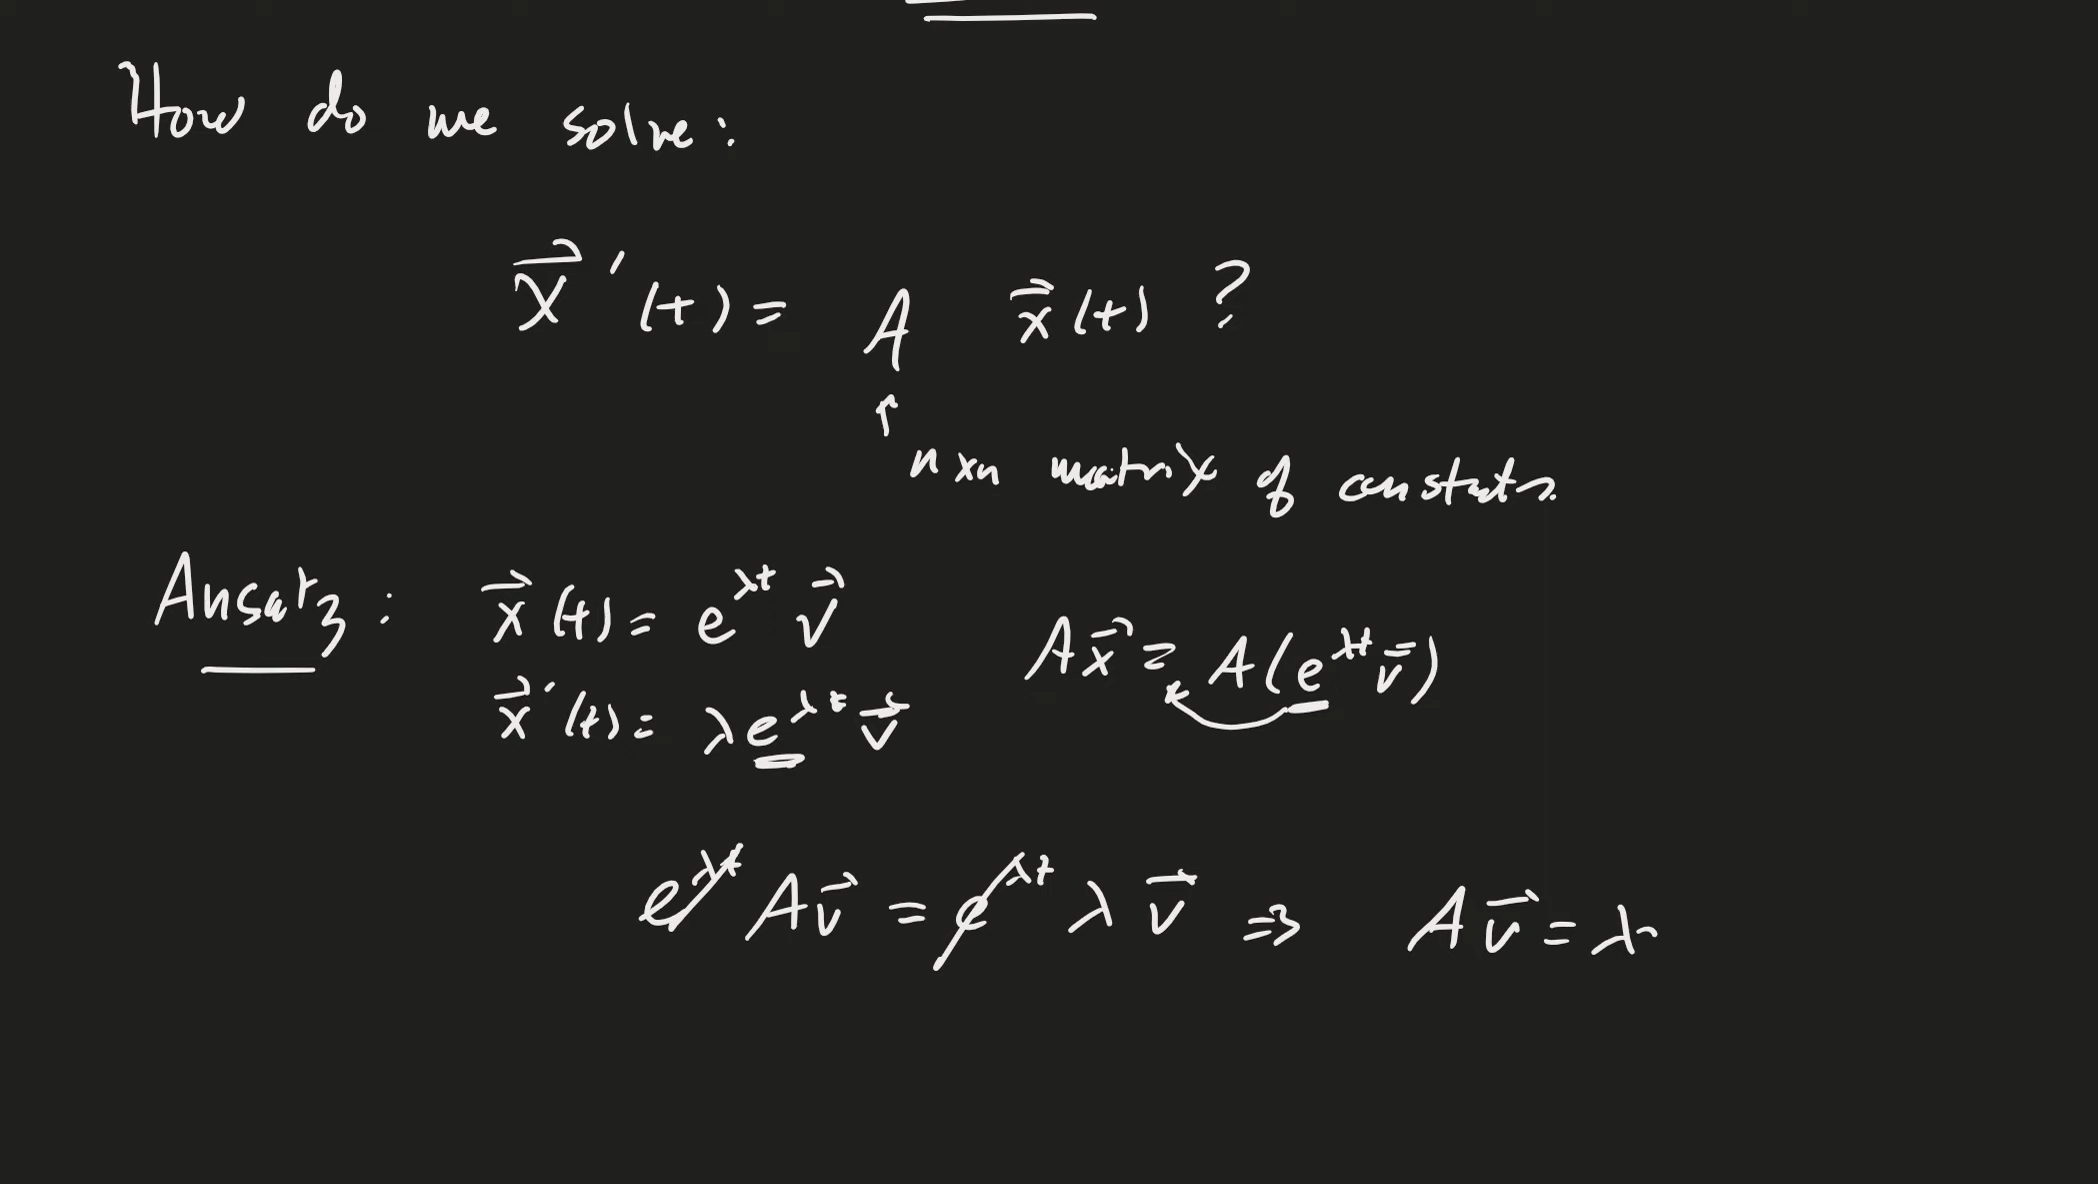 How do we solve:
x⃗'(t) = A x⃗(t) ?
↑
n×n matrix of constants.
Ansatz: x⃗(t) = e^{λt} v⃗
x⃗'(t) = λe^{λt} v⃗
Ax⃗ = A(e^{λt} v⃗)
e^{λt} Av⃗ = e^{λt} λ v⃗ ⇒ Av⃗ = λ